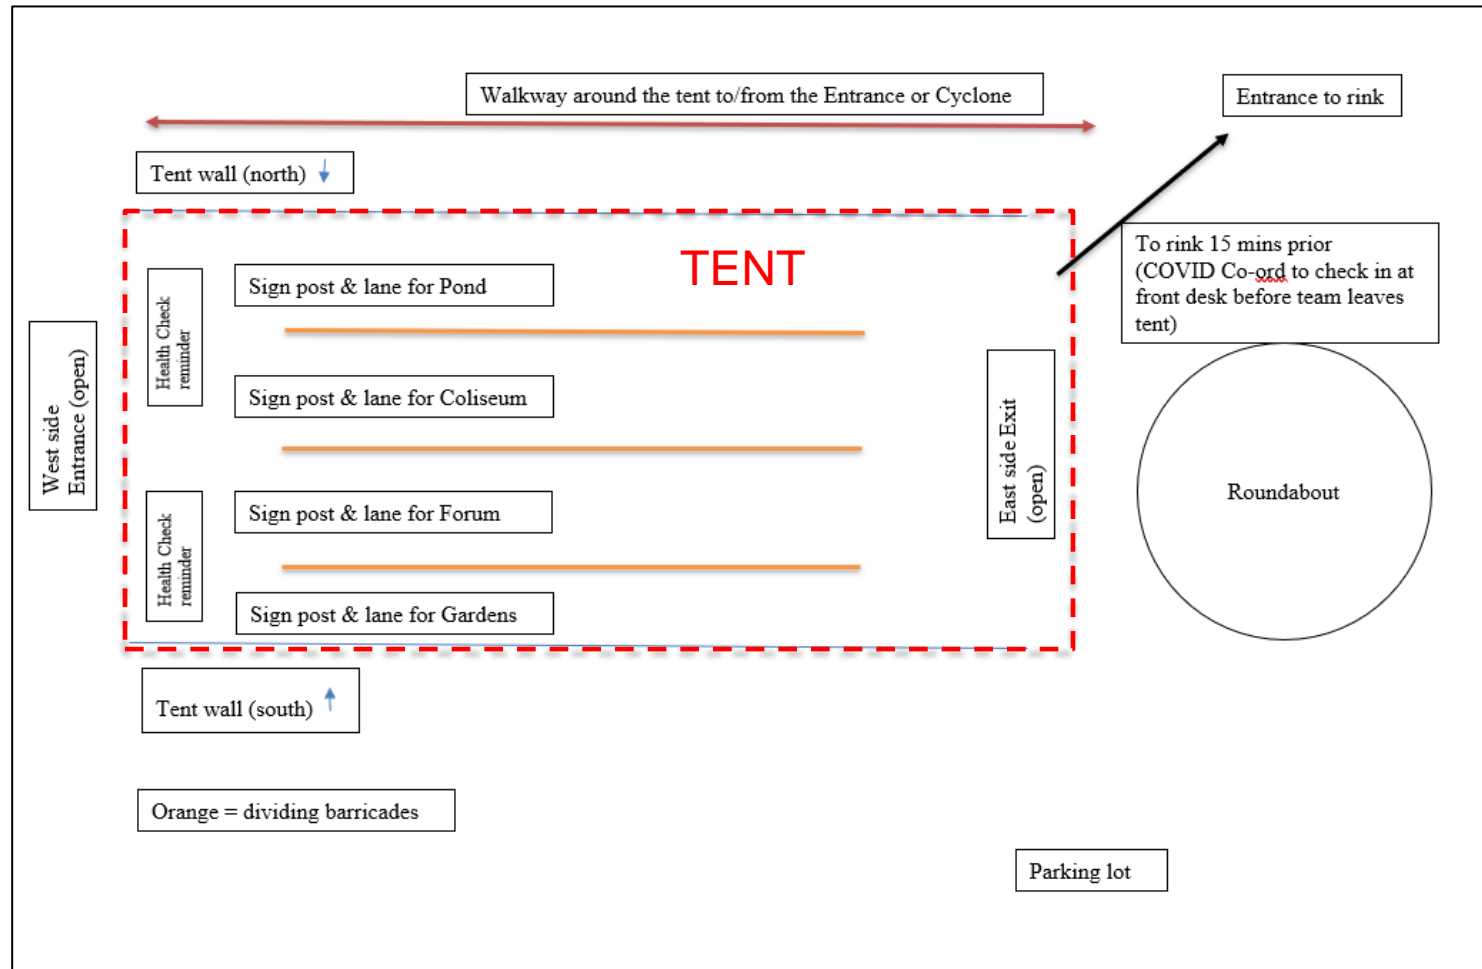 Walkway around the tent to/from the Entrance or Cyclone
Entrance to rink
Tent wall (north)
TENT
To rink 15 mins prior
(COVID Co-ord to check in at
front desk before team leaves
tent)
Health Check
reminder
Sign post & lane for Pond
West side
Entrance (open)
Sign post & lane for Coliseum
East side Exit
(open)
Roundabout
Health Check
reminder
Sign post & lane for Forum
Sign post & lane for Gardens
Tent wall (south)
Orange = dividing barricades
Parking lot